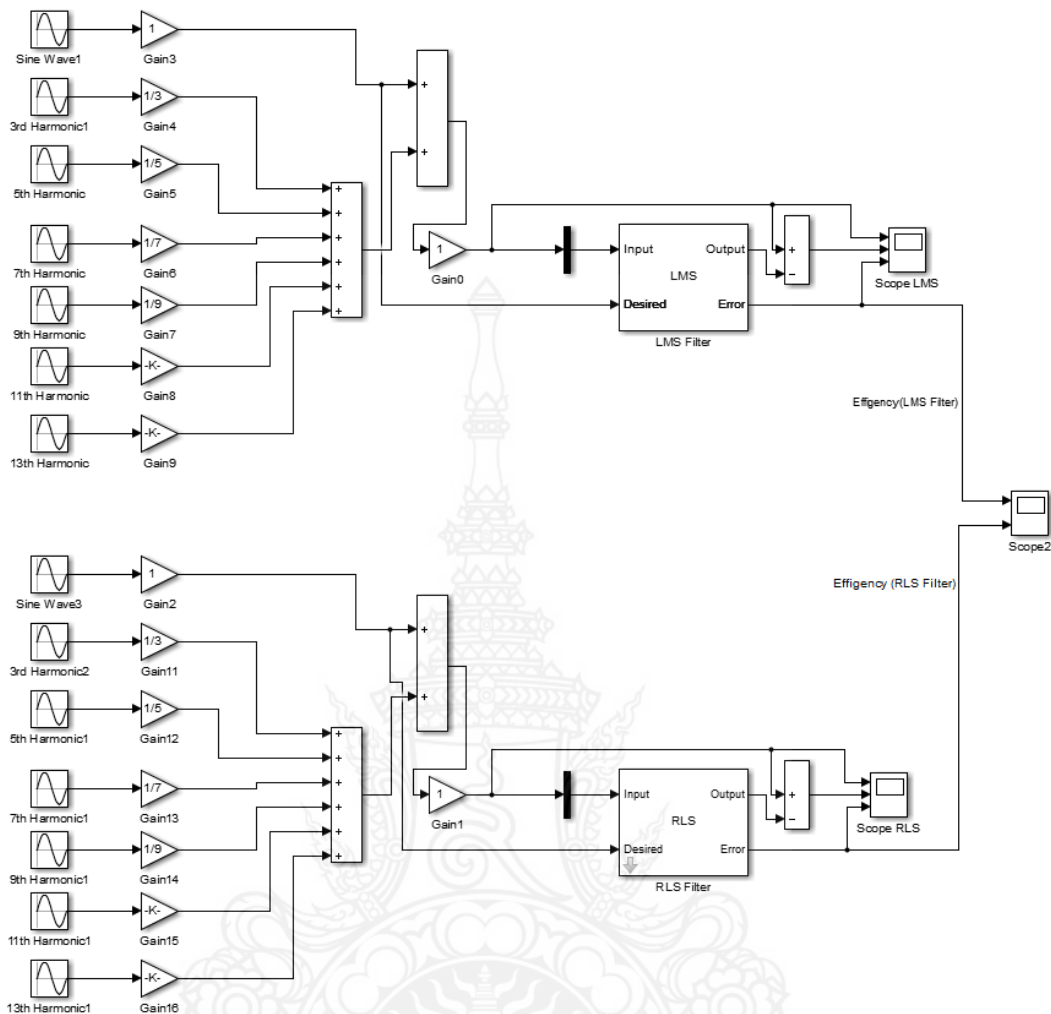 1
Sine Wave1
Gain3
1/3
3rd Harmonic1
Gain4
1/5
5th Harmonic
Gain5
1/7
7th Harmonic
Gain6
1/9
9th Harmonic
Gain7
-K-
11th Harmonic
Gain8
-K-
13th Harmonic
Gain9
+
+
+
+
+
+
+
+
1
Gain0
Input
Output
LMS
Desired
Error
LMS Filter
+
−
Scope LMS
Effigency(LMS Filter)
Scope2
Effigency (RLS Filter)
1
Sine Wave3
Gain2
1/3
3rd Harmonic2
Gain11
1/5
5th Harmonic1
Gain12
1/7
7th Harmonic1
Gain13
1/9
9th Harmonic1
Gain14
-K-
11th Harmonic1
Gain15
-K-
13th Harmonic1
Gain16
+
+
+
+
+
+
+
+
1
Gain1
Input
Output
RLS
Desired
Error
RLS Filter
+
−
Scope RLS